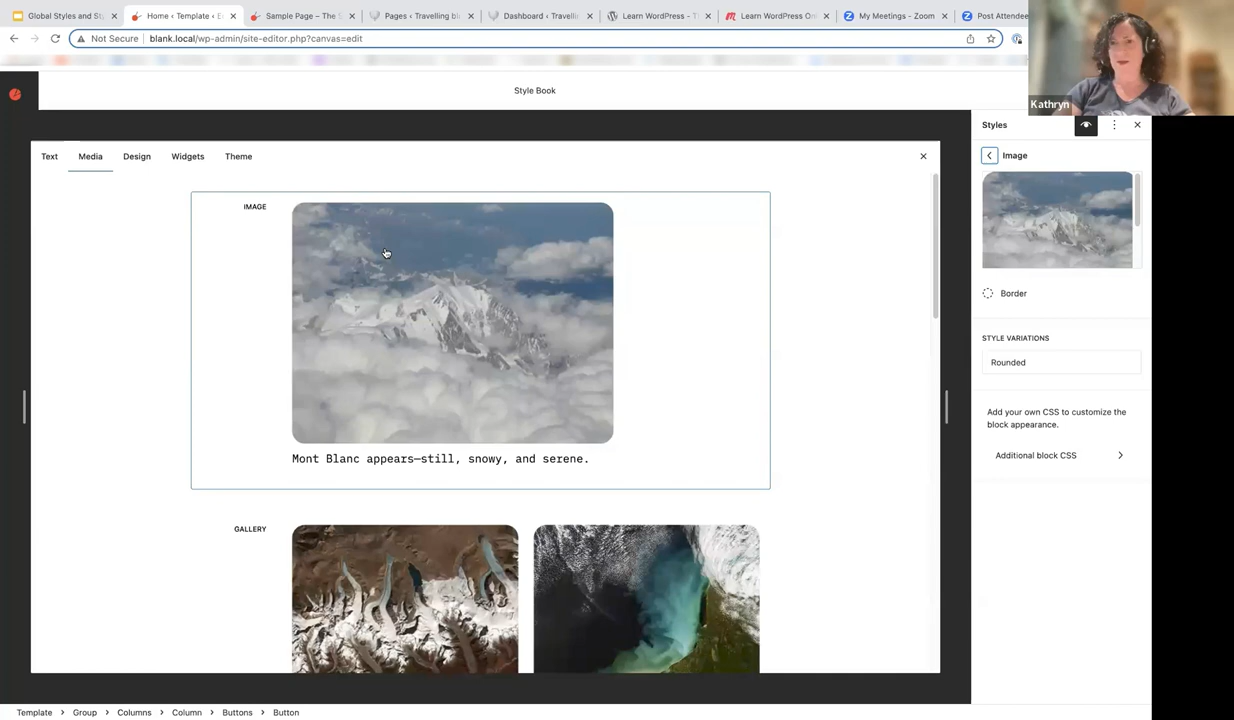 Global Styles and St
Home ‹ Template ‹ E
Sample Page – The S
Pages ‹ Travelling bl
Dashboard ‹ Travelli
Learn WordPress - T
Learn WordPress On
My Meetings - Zoom
Post Attendee
Not Secure
blank.local/wp-admin/site-editor.php?canvas=edit
Kathryn
Style Book
Styles
Text
Media
Design
Widgets
Theme
Image
IMAGE
Mont Blanc appears—still, snowy, and serene.
GALLERY
Border
STYLE VARIATIONS
Rounded
Add your own CSS to customize the
block appearance.
Additional block CSS
Template > Group > Columns > Column > Buttons > Button